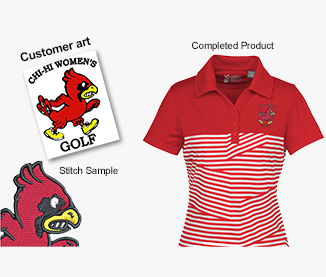 Customer art
CHI-HI WOMEN'S
GOLF
Stitch Sample
Completed Product